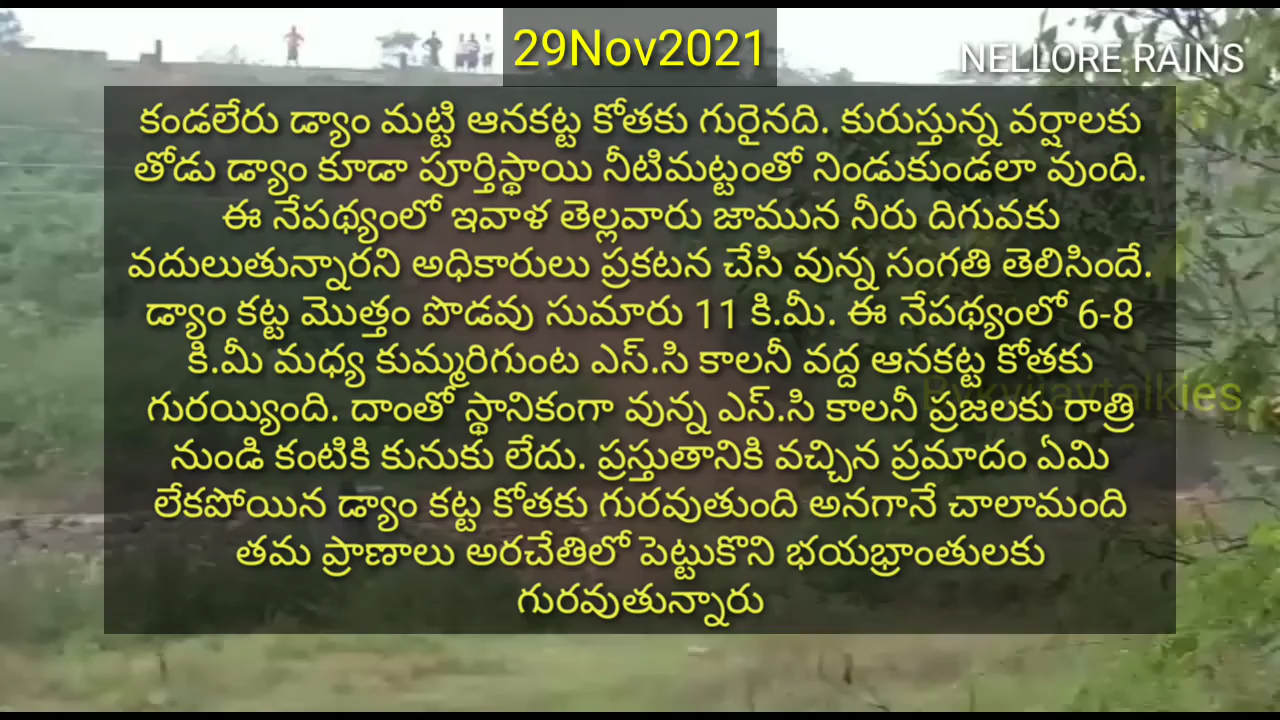 29Nov2021
NELLORE RAINS
కండలేరు డ్యాం మట్టి ఆనకట్ట కోతకు గురైనది. కురుస్తున్న వర్షాలకు
తోడు డ్యాం కూడా పూర్తిస్థాయి నీటిమట్టంతో నిండుకుండలా వుంది.
ఈ నేపథ్యంలో ఇవాళ తెల్లవారు జామున నీరు దిగువకు
వదులుతున్నారని అధికారులు ప్రకటన చేసి వున్న సంగతి తెలిసిందే.
డ్యాం కట్ట మొత్తం పొడవు సుమారు 11 కి.మీ. ఈ నేపథ్యంలో 6-8
కి.మీ మధ్య కుమ్మరిగుంట ఎస్.సి కాలనీ వద్ద ఆనకట్ట కోతకు
గురయ్యింది. దాంతో స్థానికంగా వున్న ఎస్.సి కాలనీ ప్రజలకు రాత్రి
నుండి కంటికి కునుకు లేదు. ప్రస్తుతానికి వచ్చిన ప్రమాదం ఏమి
లేకపోయిన డ్యాం కట్ట కోతకు గురవుతుంది అనగానే చాలామంది
తమ ప్రాణాలు అరచేతిలో పెట్టుకొని భయభ్రాంతులకు
గురవుతున్నారు